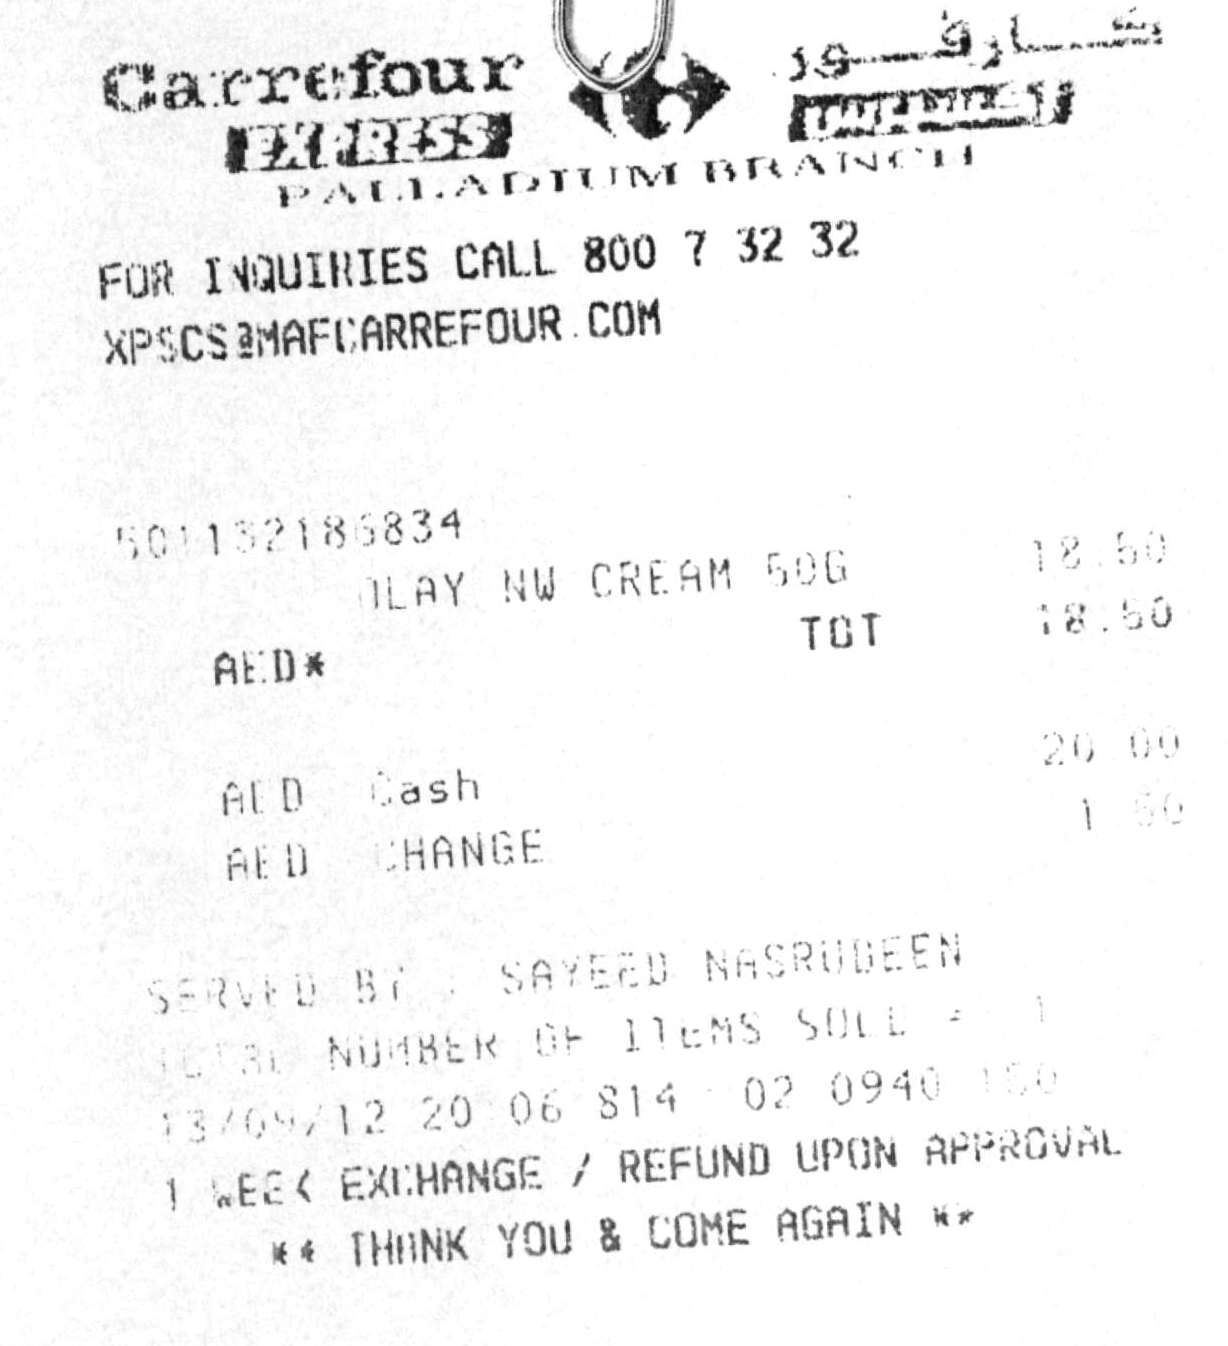 Carrefour كارفور
EXPRESS
PALLADIUM BRANCH
FOR INQUIRIES CALL 800 7 32 32
XPSCS@MAFCARREFOUR.COM
501132186834
OLAY NW CREAM 50G 18.50
AED* TOT 18.50
AED Cash 20.00
AED CHANGE 1.50
SERVED BY : SAYEED NASRUDEEN
TOTAL NUMBER OF ITEMS SOLD = 1
13/09/12 20:06 814 02 0940
1 WEEK EXCHANGE / REFUND UPON APPROVAL
** THANK YOU & COME AGAIN **